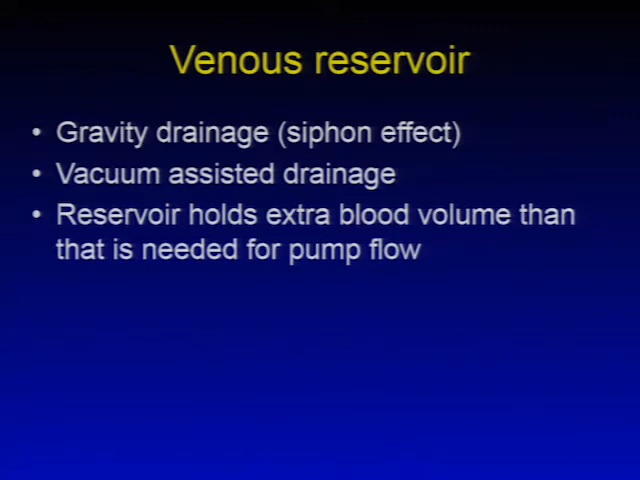 Venous reservoir
• Gravity drainage (siphon effect)
• Vacuum assisted drainage
• Reservoir holds extra blood volume than
that is needed for pump flow